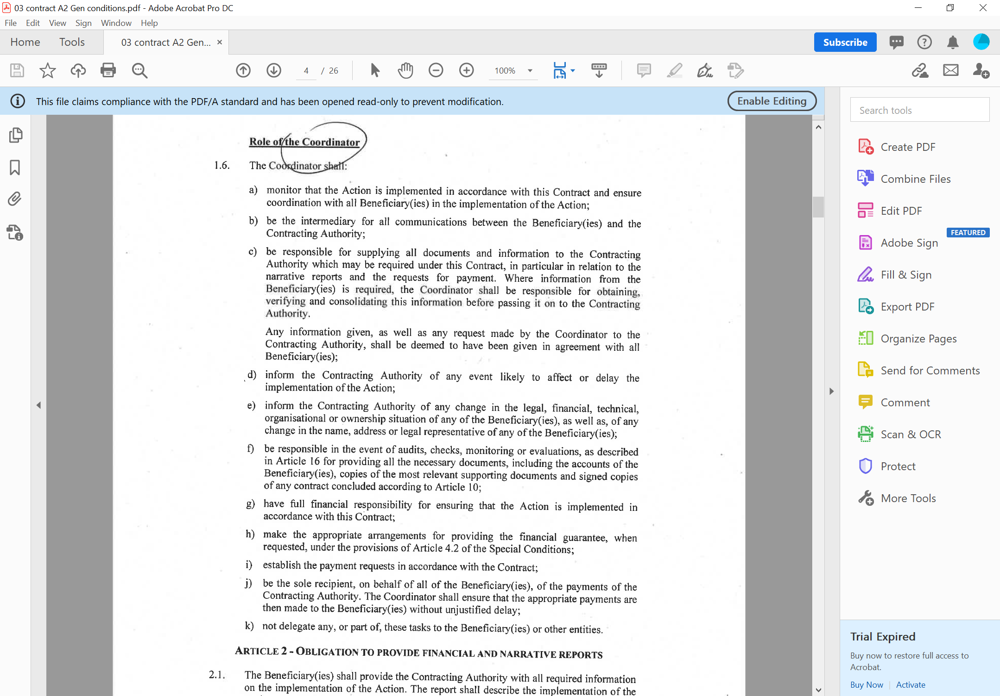 03 contract A2 Gen conditions.pdf - Adobe Acrobat Pro DC
File Edit View Sign Window Help
Home Tools 03 contract A2 Gen... × Subscribe
4 / 26 100%
This file claims compliance with the PDF/A standard and has been opened read-only to prevent modification. Enable Editing
Role of the Coordinator
1.6. The Coordinator shall:
a) monitor that the Action is implemented in accordance with this Contract and ensure
coordination with all Beneficiary(ies) in the implementation of the Action;
b) be the intermediary for all communications between the Beneficiary(ies) and the
Contracting Authority;
c) be responsible for supplying all documents and information to the Contracting
Authority which may be required under this Contract, in particular in relation to the
narrative reports and the requests for payment. Where information from the
Beneficiary(ies) is required, the Coordinator shall be responsible for obtaining,
verifying and consolidating this information before passing it on to the Contracting
Authority.
Any information given, as well as any request made by the Coordinator to the
Contracting Authority, shall be deemed to have been given in agreement with all
Beneficiary(ies);
d) inform the Contracting Authority of any event likely to affect or delay the
implementation of the Action;
e) inform the Contracting Authority of any change in the legal, financial, technical,
organisational or ownership situation of any of the Beneficiary(ies), as well as, of any
change in the name, address or legal representative of any of the Beneficiary(ies);
f) be responsible in the event of audits, checks, monitoring or evaluations, as described
in Article 16 for providing all the necessary documents, including the accounts of the
Beneficiary(ies), copies of the most relevant supporting documents and signed copies
of any contract concluded according to Article 10;
g) have full financial responsibility for ensuring that the Action is implemented in
accordance with this Contract;
h) make the appropriate arrangements for providing the financial guarantee, when
requested, under the provisions of Article 4.2 of the Special Conditions;
i) establish the payment requests in accordance with the Contract;
j) be the sole recipient, on behalf of all of the Beneficiary(ies), of the payments of the
Contracting Authority. The Coordinator shall ensure that the appropriate payments are
then made to the Beneficiary(ies) without unjustified delay;
k) not delegate any, or part of, these tasks to the Beneficiary(ies) or other entities.
ARTICLE 2 - OBLIGATION TO PROVIDE FINANCIAL AND NARRATIVE REPORTS
2.1. The Beneficiary(ies) shall provide the Contracting Authority with all required information
on the implementation of the Action. The report shall describe the implementation of the
Search tools
Create PDF
Combine Files
Edit PDF
FEATURED
Adobe Sign
Fill & Sign
Export PDF
Organize Pages
Send for Comments
Comment
Scan & OCR
Protect
More Tools
Trial Expired
Buy now to restore full access to
Acrobat.
Buy Now | Activate